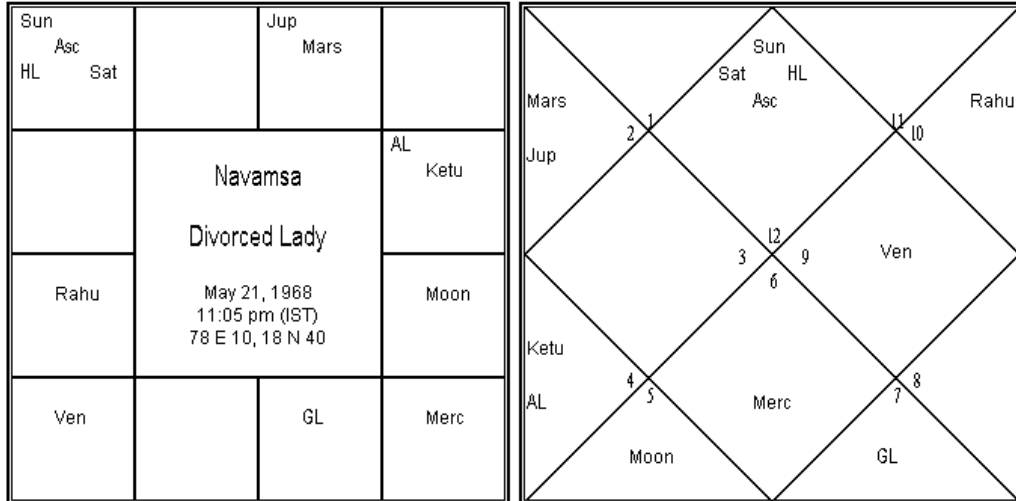 Sun
Asc
HL Sat
Jup
Mars
AL
Ketu
Navamsa
Divorced Lady
May 21, 1968
11:05 pm (IST)
78 E 10, 18 N 40
Rahu
Moon
Ven
GL
Merc
Sun
Sat HL
Asc
Mars
Rahu
1
11
2
10
Jup
12
Ven
3
9
6
Ketu
4
8
5
7
AL
Merc
Moon
GL